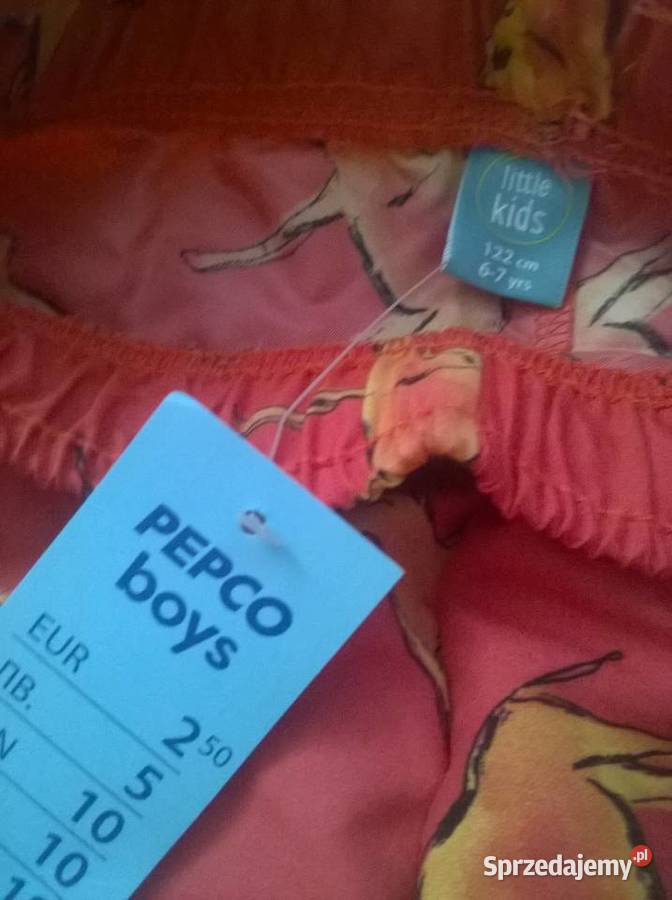 little
kids
122 cm
6-7 yrs
PEPCO
boys
EUR 2 50
ЛВ. 5
N 10
10
Sprzedajemy.pl